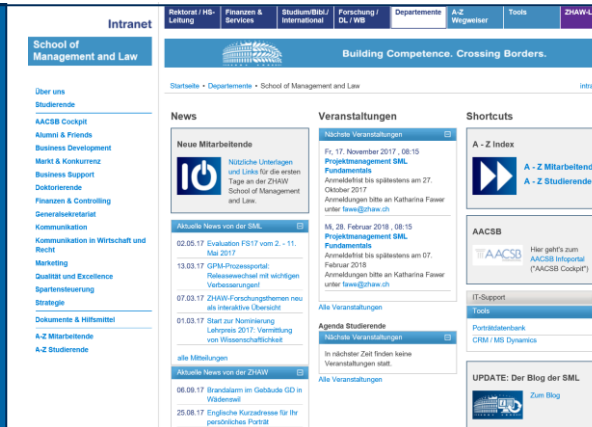 Intranet
Rektorat / HS-
Leitung
Finanzen &
Services
Studium/Bibl./
International
Forschung /
DL / WB
Departemente
A-Z
Wegweiser
Tools
ZHAW-L
School of
Management and Law
Building Competence. Crossing Borders.
Startseite • Departemente • School of Management and Law
intra
Über uns
Studierende
AACSB Cockpit
Alumni & Friends
Business Development
Markt & Konkurrenz
Business Support
Doktorierende
Finanzen & Controlling
Generalsekretariat
Kommunikation
Kommunikation in Wirtschaft und
Recht
Marketing
Qualität und Excellence
Spartensteuerung
Strategie
Dokumente & Hilfsmittel
A-Z Mitarbeitende
A-Z Studierende
News
Neue Mitarbeitende
Nützliche Unterlagen
und Links für die ersten
Tage an der ZHAW
School of Management
and Law.
Aktuelle News von der SML
02.05.17 Evaluation FS17 vom 2. - 11.
Mai 2017
13.03.17 GPM-Prozessportal:
Releasewechsel mit wichtigen
Verbesserungen!
07.03.17 ZHAW-Forschungsthemen neu
als interaktive Übersicht
01.03.17 Start zur Nominierung
Lehrpreis 2017: Vermittlung
von Wissenschaftlichkeit
alle Mitteilungen
Aktuelle News von der ZHAW
06.09.17 Brandalarm im Gebäude GD in
Wädenswil
25.08.17 Englische Kurzadresse für Ihr
persönliches Porträt
Veranstaltungen
Nächste Veranstaltungen
Fr, 17. November 2017 , 08:15
Projektmanagement SML
Fundamentals
Anmeldefrist bis spätestens am 27.
Oktober 2017
Anmeldungen bitte an Katharina Fawer
unter fawe@zhaw.ch
Mi, 28. Februar 2018 , 08:15
Projektmanagement SML
Fundamentals
Anmeldefrist bis spätestens am 07.
Februar 2018
Anmeldungen bitte an Katharina Fawer
unter fawe@zhaw.ch
Alle Veranstaltungen
Agenda Studierende
Nächste Veranstaltungen
In nächster Zeit finden keine
Veranstaltungen statt.
Alle Veranstaltungen
Shortcuts
A - Z Index
A - Z Mitarbeitend
A - Z Studierende
AACSB
AACSB
Hier geht's zum
AACSB Infoportal
("AACSB Cockpit")
IT-Support
Tools
Porträtdatenbank
CRM / MS Dynamics
UPDATE: Der Blog der SML
Zum Blog